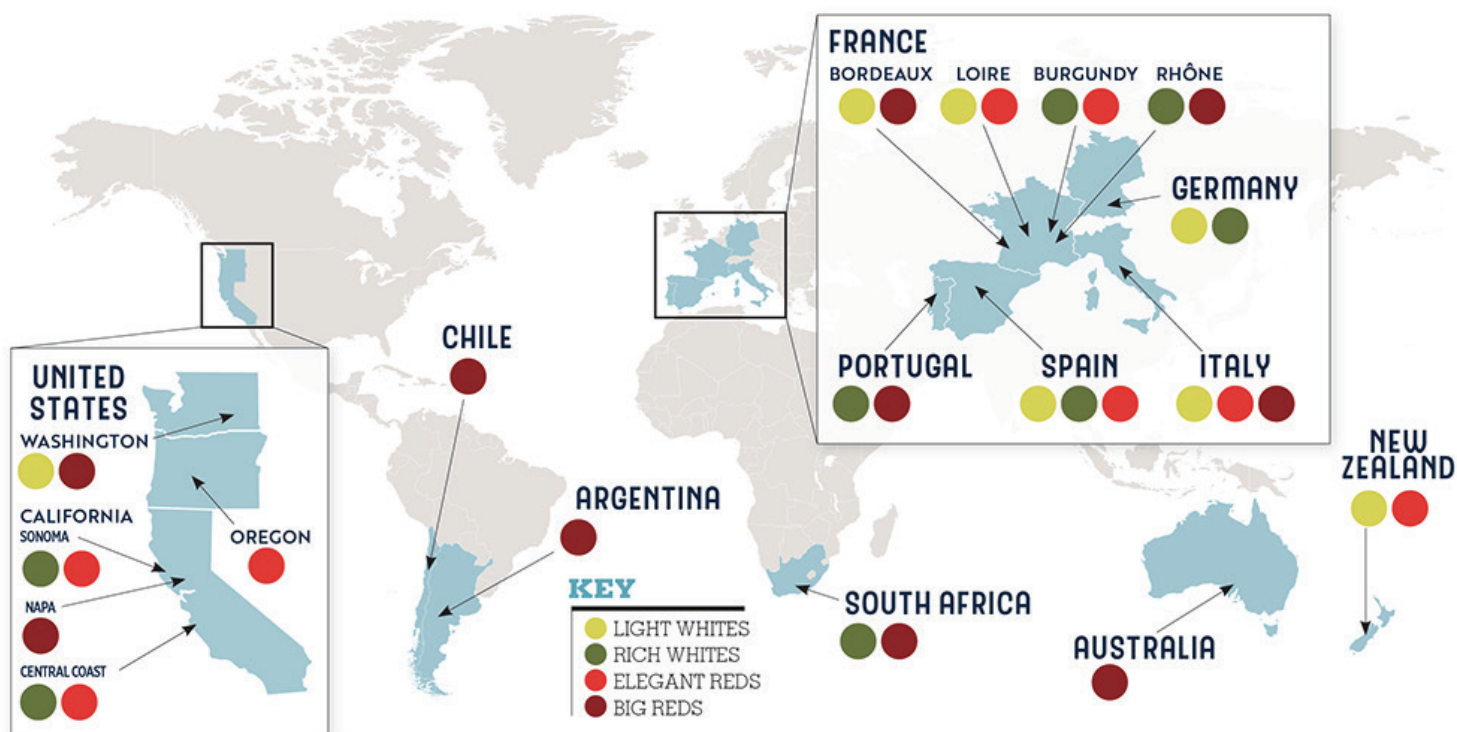 FRANCE
BORDEAUX LOIRE BURGUNDY RHÔNE
GERMANY
PORTUGAL SPAIN ITALY
CHILE
UNITED
STATES
WASHINGTON
CALIFORNIA
SONOMA
OREGON
NAPA
CENTRAL COAST
ARGENTINA
KEY
LIGHT WHITES
RICH WHITES
ELEGANT REDS
BIG REDS
SOUTH AFRICA
AUSTRALIA
NEW
ZEALAND